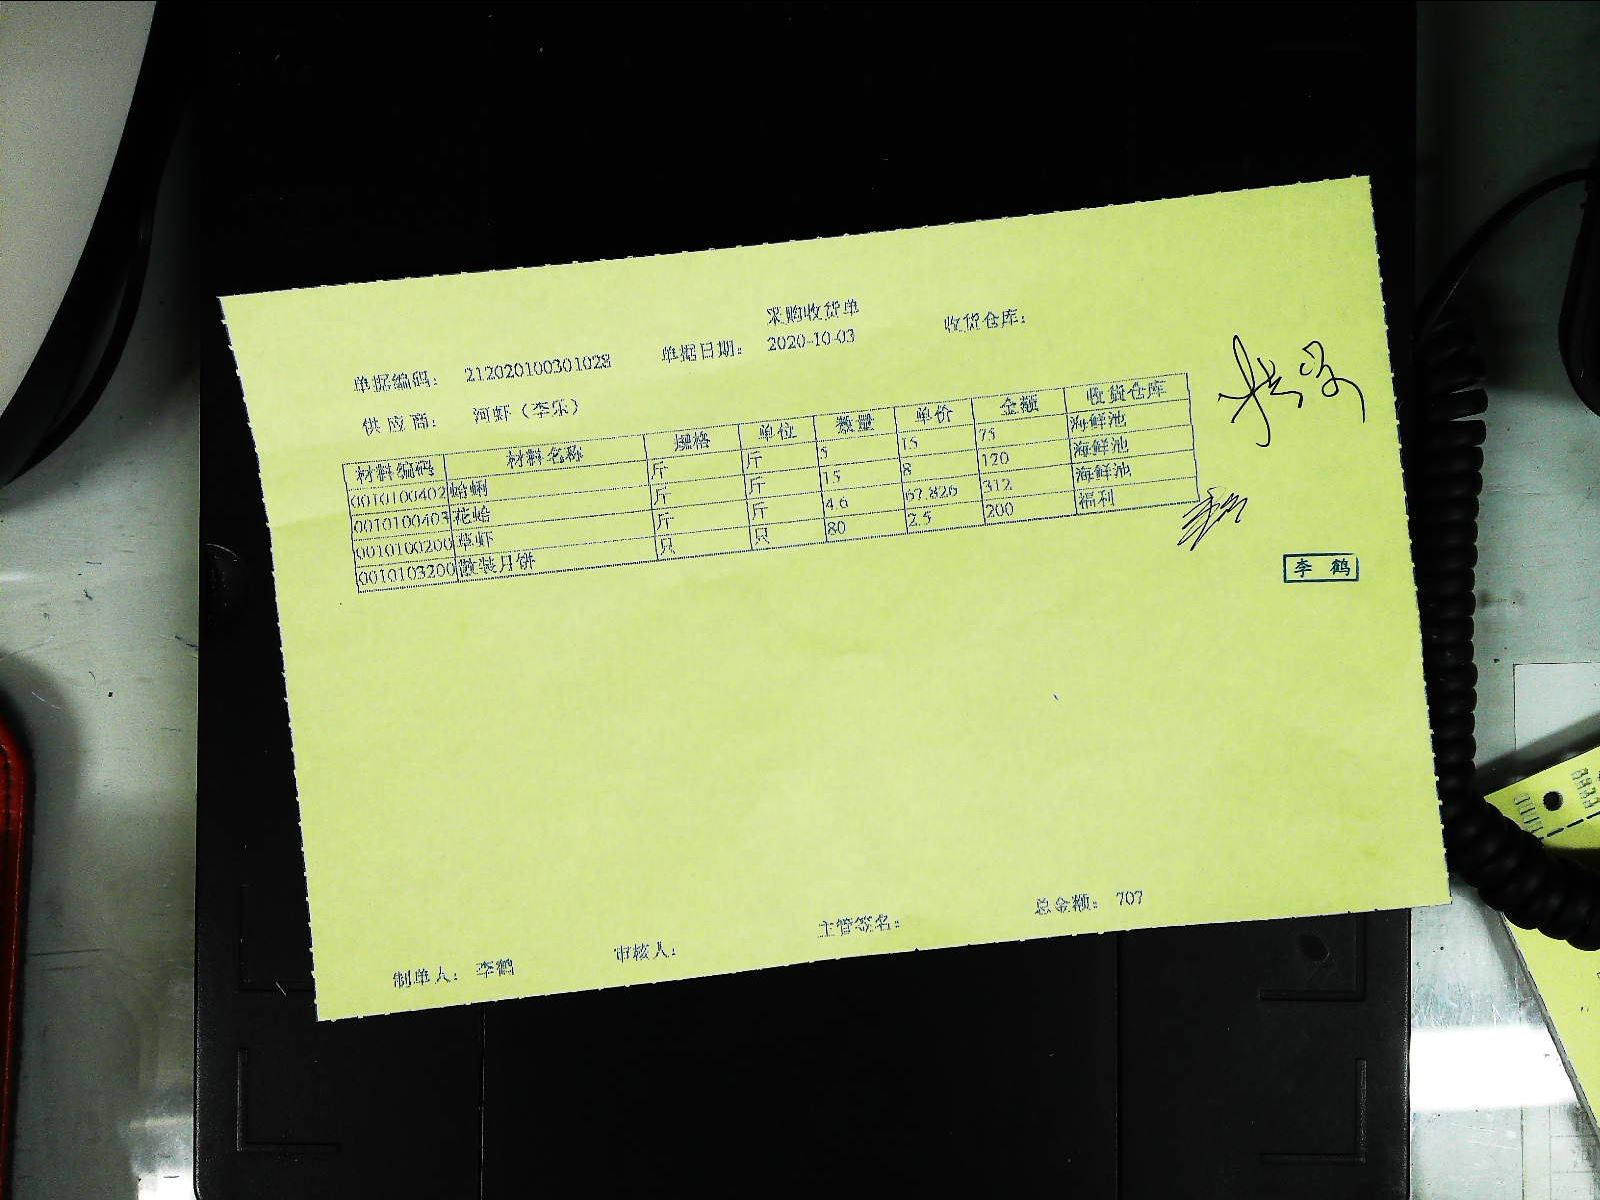 采购收货单
单据编码： 212020100301028 单据日期： 2020-10-03 收货仓库：
供应商： 河虾（李乐）
材料编码 材料名称 规格 单位 数量 单价 金额 收货仓库
0010100402 蛤蜊 斤 斤 5 15 75 海鲜池
0010100403 花蛤 斤 斤 15 8 120 海鲜池
0010100200 草虾 斤 斤 4.6 67.826 312 海鲜池
0010103200 散装月饼 只 只 80 2.5 200 福利
李鹤
制单人： 李鹤 审核人： 主管签名： 总金额： 707